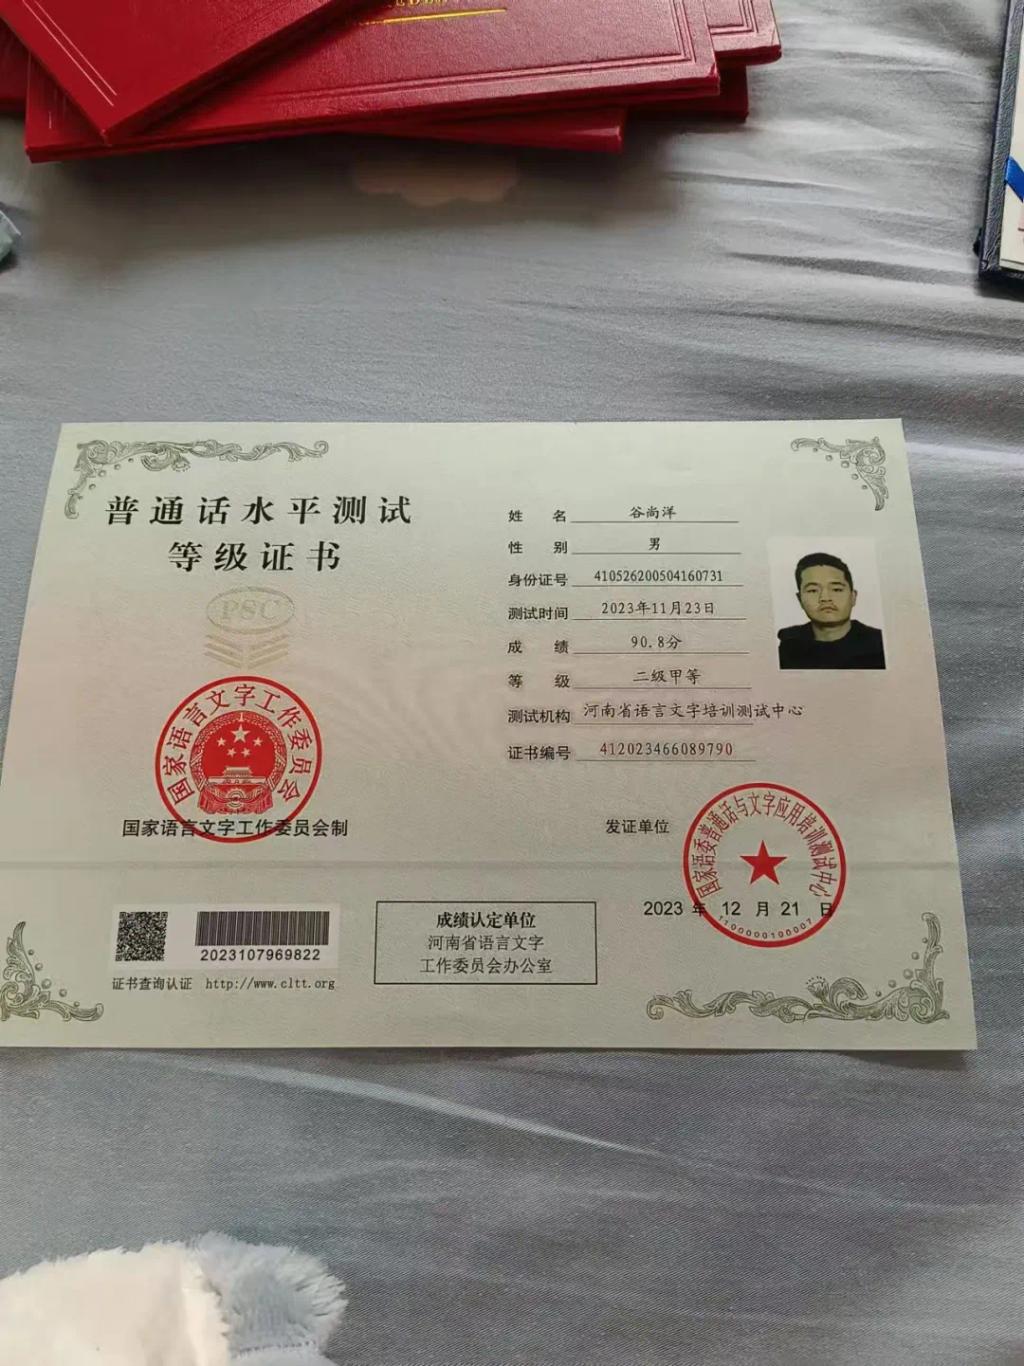 普通话水平测试
等级证书
PSC
国家语言文字工作委员会
国家语言文字工作委员会制
姓 名 谷尚洋
性 别 男
身份证号 410526200504160731
测试时间 2023年11月23日
成 绩 90.8分
等 级 二级甲等
测试机构 河南省语言文字培训测试中心
证书编号 412023466089790
发证单位
国家语委普通话与文字应用培训测试中心
2023 年 12 月 21 日
1100000100007
2023107969822
证书查询认证 http://www.cltt.org
成绩认定单位
河南省语言文字
工作委员会办公室